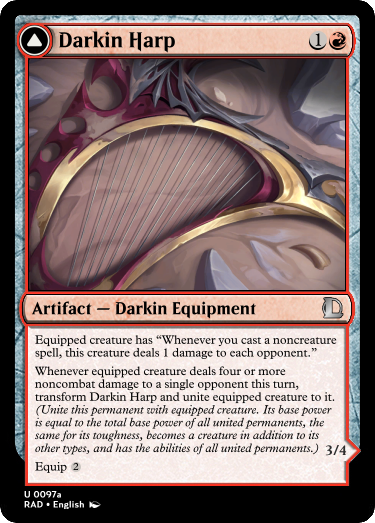 Darkin Harp 1
Artifact — Darkin Equipment
Equipped creature has “Whenever you cast a noncreature
spell, this creature deals 1 damage to each opponent.”
Whenever equipped creature deals four or more
noncombat damage to a single opponent this turn,
transform Darkin Harp and unite equipped creature to it.
(Unite this permanent with equipped creature. Its base power
is equal to the total base power of all united permanents, the
same for its toughness, becomes a creature in addition to its
other types, and has the abilities of all united permanents.)
3/4
Equip 2
U 0097a
RAD • English